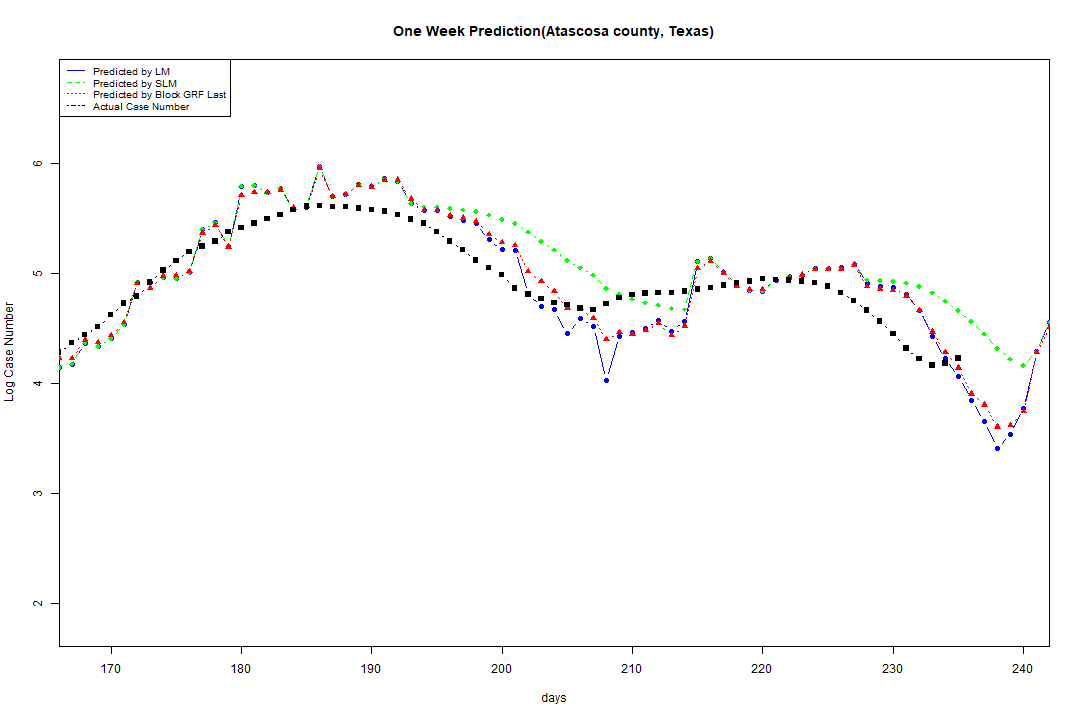 One Week Prediction(Atascosa county, Texas)
Predicted by LM
Predicted by SLM
Predicted by Block GRF Last
Actual Case Number
6
5
4
3
2
Log Case Number
170 180 190 200 210 220 230 240
days